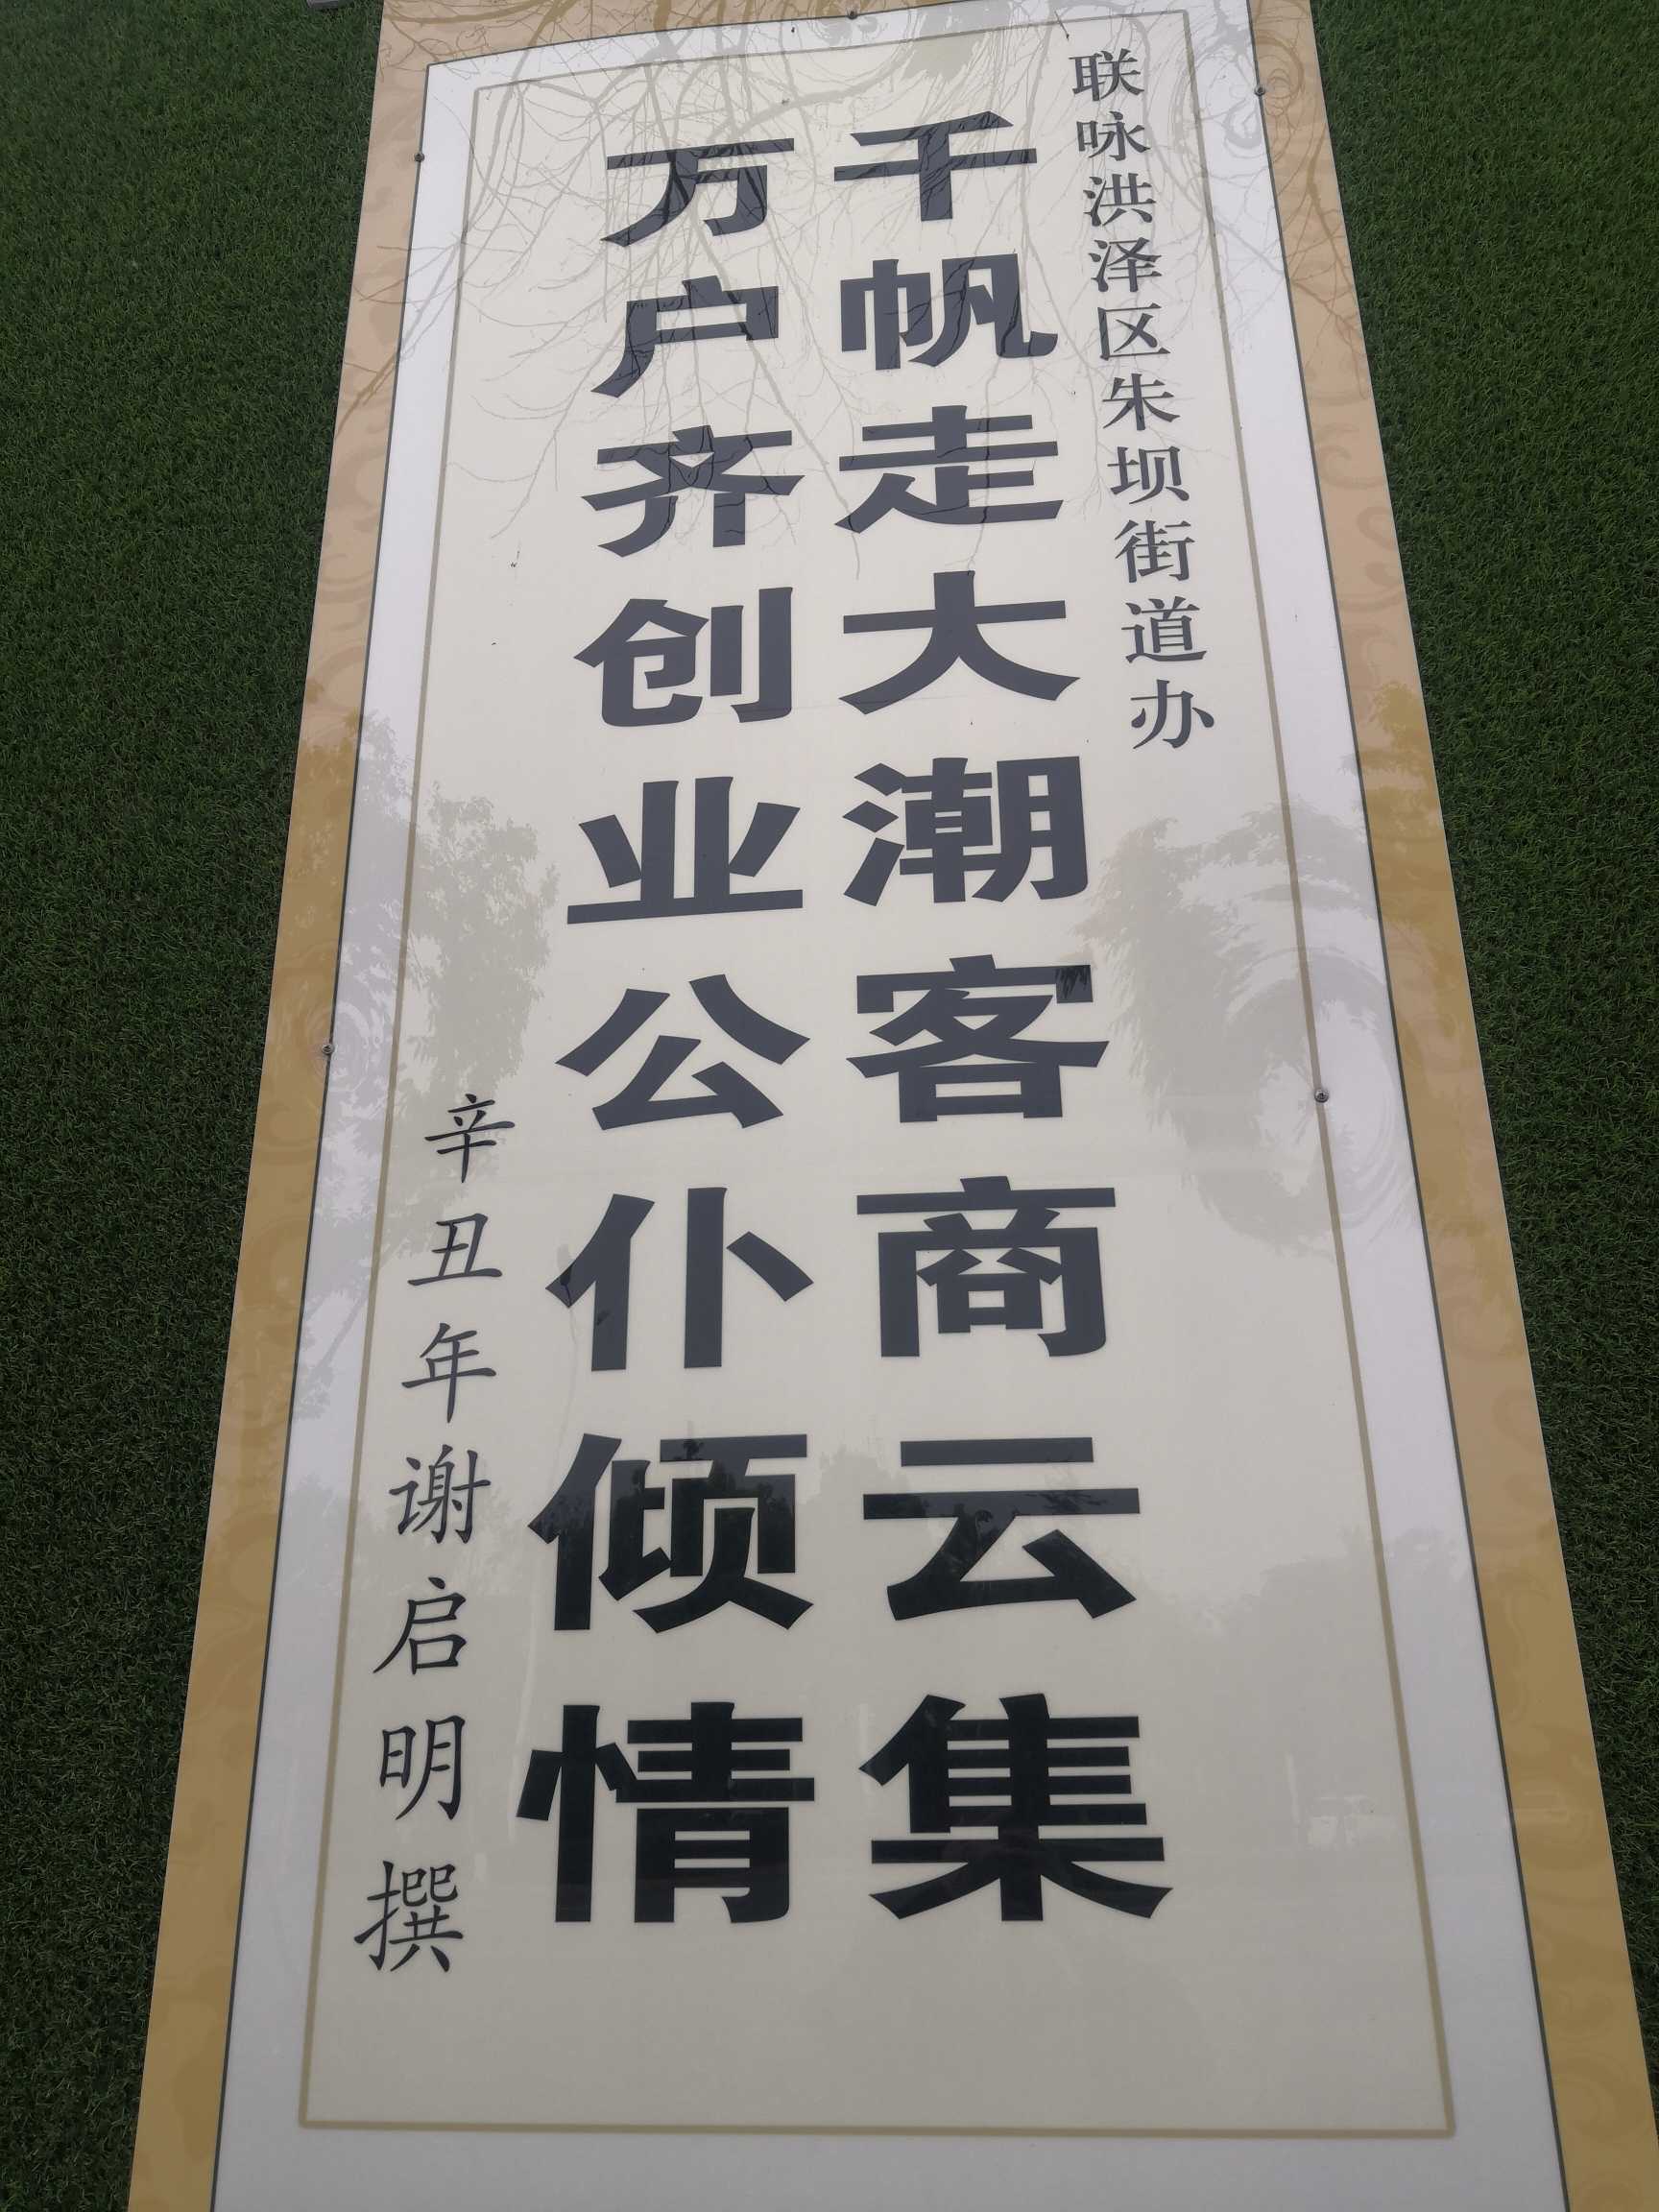 联咏洪泽区朱坝街道办
千帆走大潮客商云集
万户齐创业公仆倾情
辛丑年谢启明撰